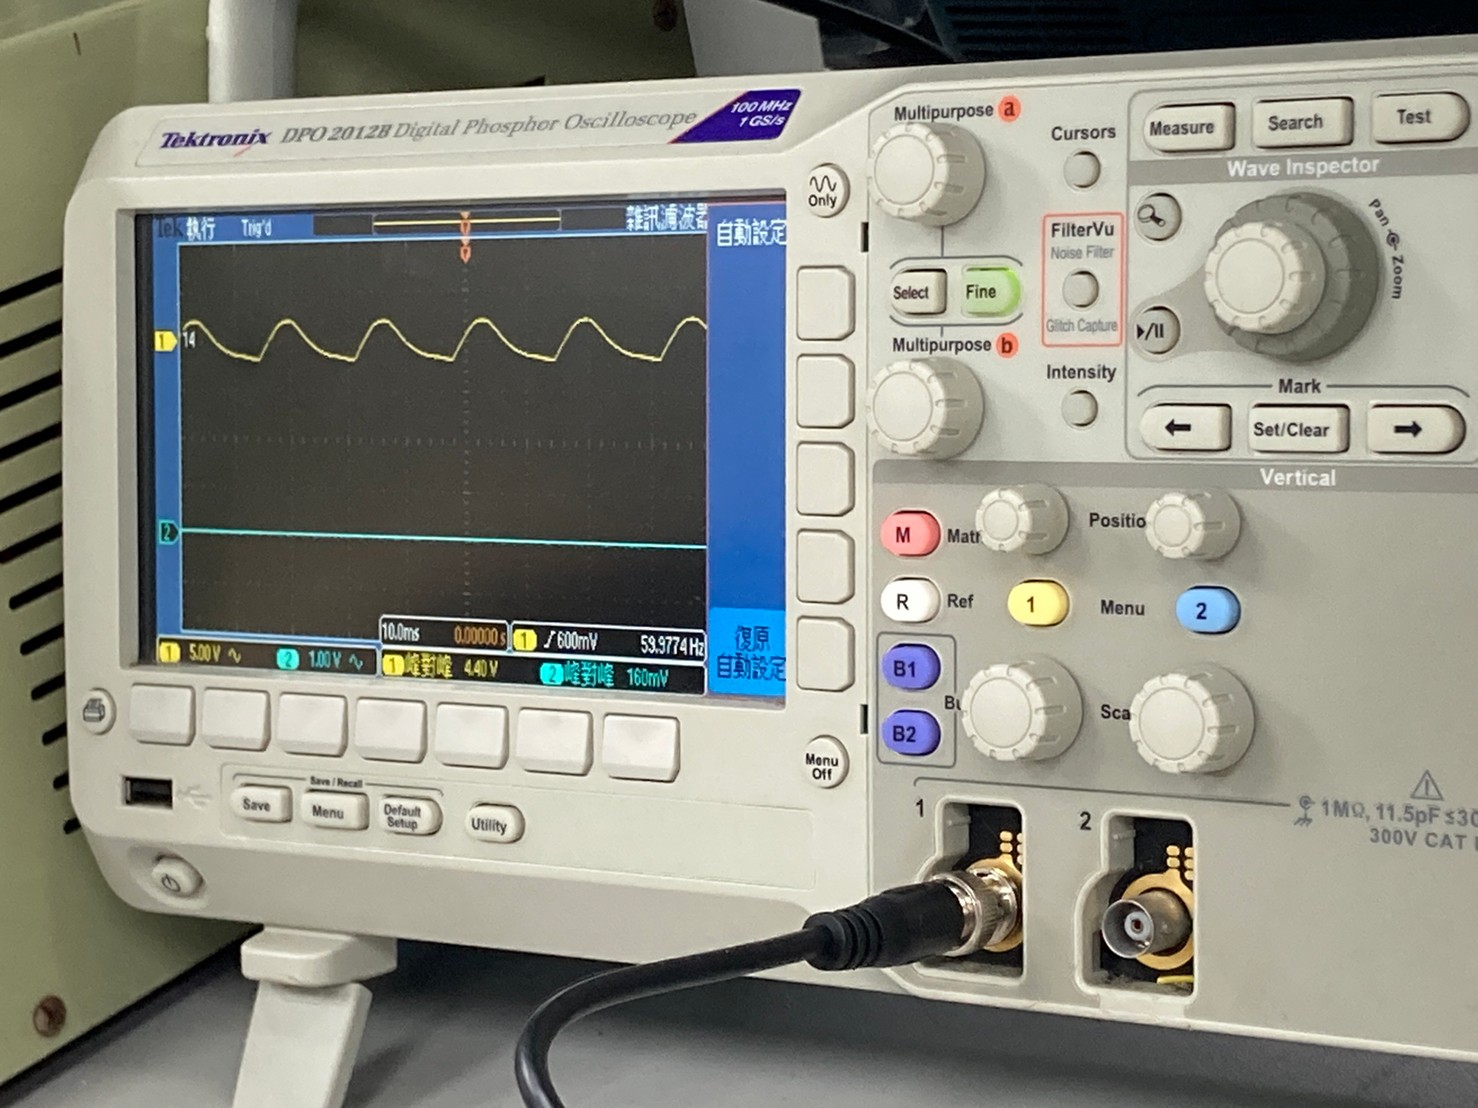 Tektronix DPO 2012B Digital Phosphor Oscilloscope
100 MHz
1 GS/s
Tek 執行 Trig'd 雜訊濾波器
自動設定
1
14
2
10.0ms 0.00000 s
1 600mV
59.9774 Hz
1 5.00 V
2 1.00 V
1 峰對峰 4.40 V
2 峰對峰 160mV
復原
自動設定
Only
Menu
Off
Save / Recall
Save
Menu
Default
Setup
Utility
Multipurpose a
Cursors
Measure
Search
Test
Wave Inspector
Pan
Zoom
FilterVu
Noise Filter
Glitch Capture
Select
Fine
Multipurpose b
Intensity
Mark
←
Set/Clear
→
Vertical
M
R
Ref
Menu
1
2
B1
B2
1
2
1MΩ, 11.5pF
300V CAT